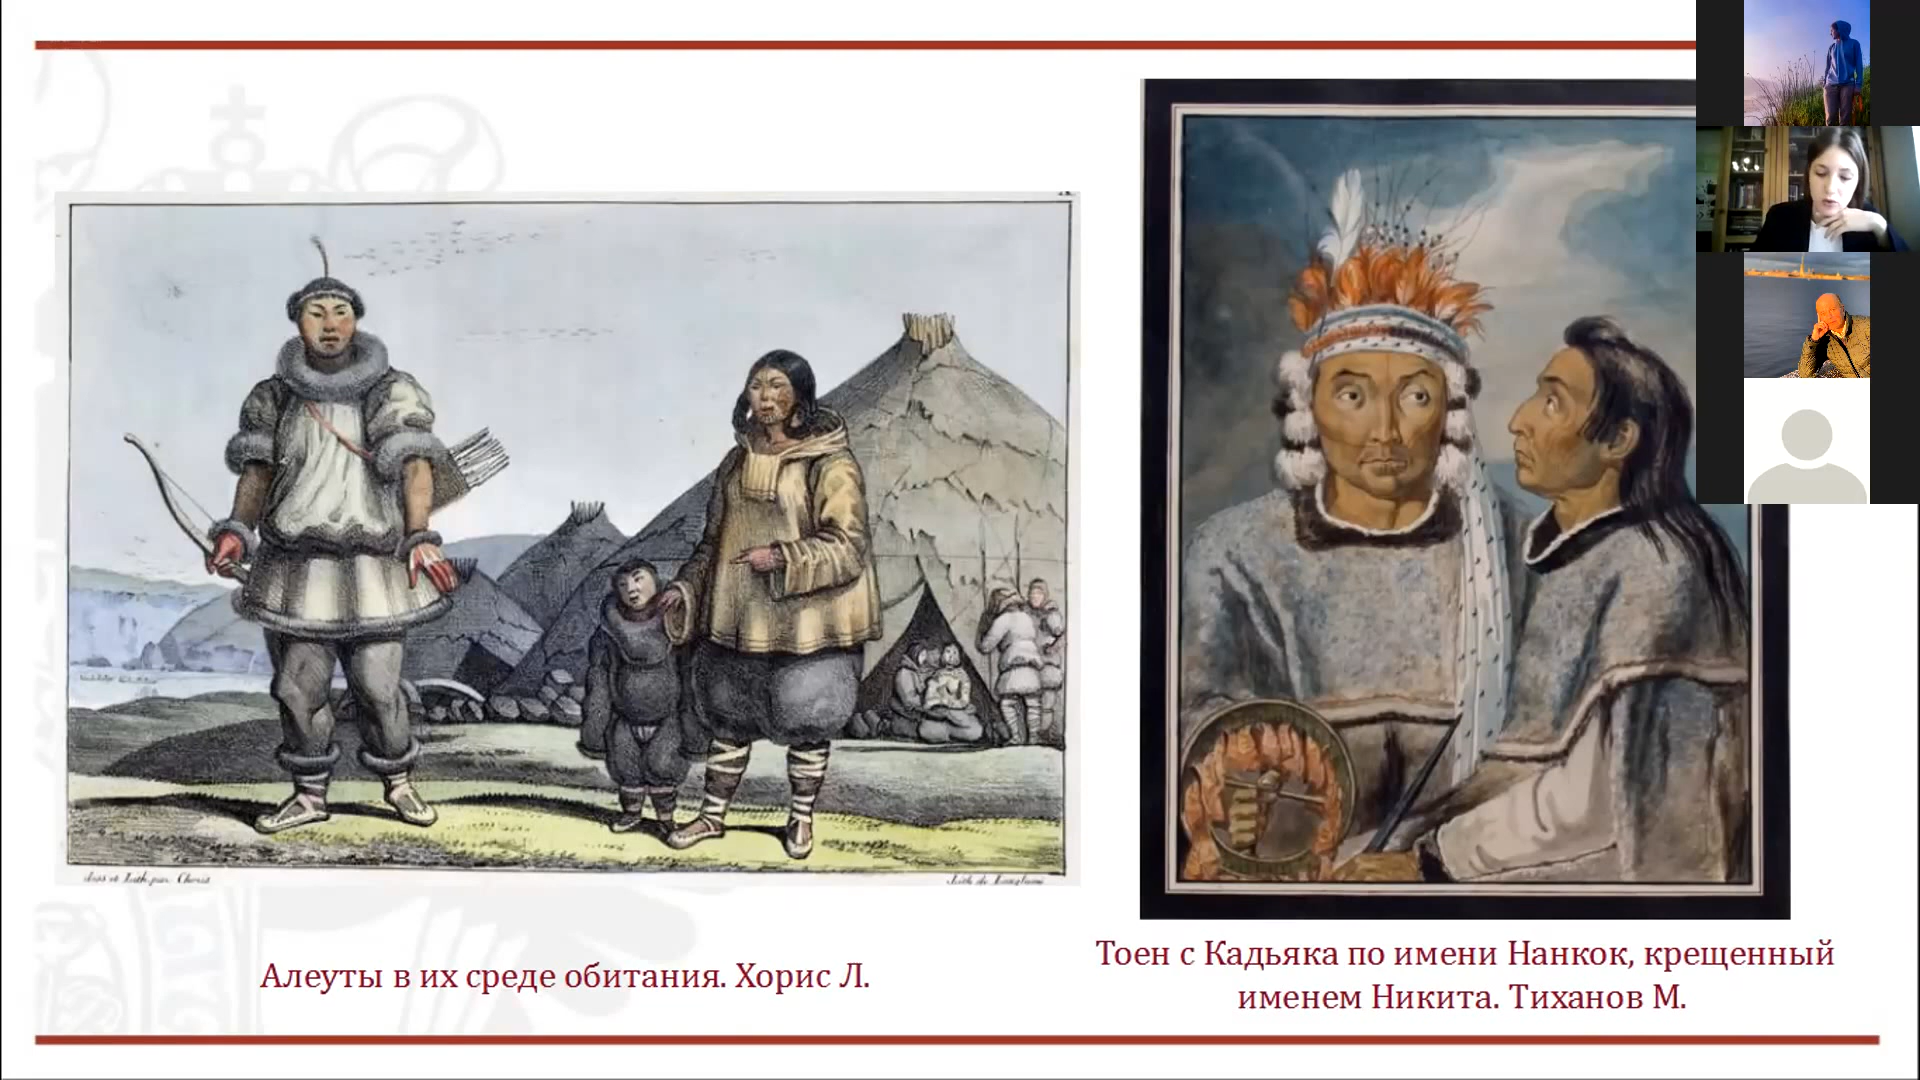 Алеуты в их среде обитания. Хорис Л.
Тоен с Кадьяка по имени Нанкок, крещенный
именем Никита. Тиханов М.